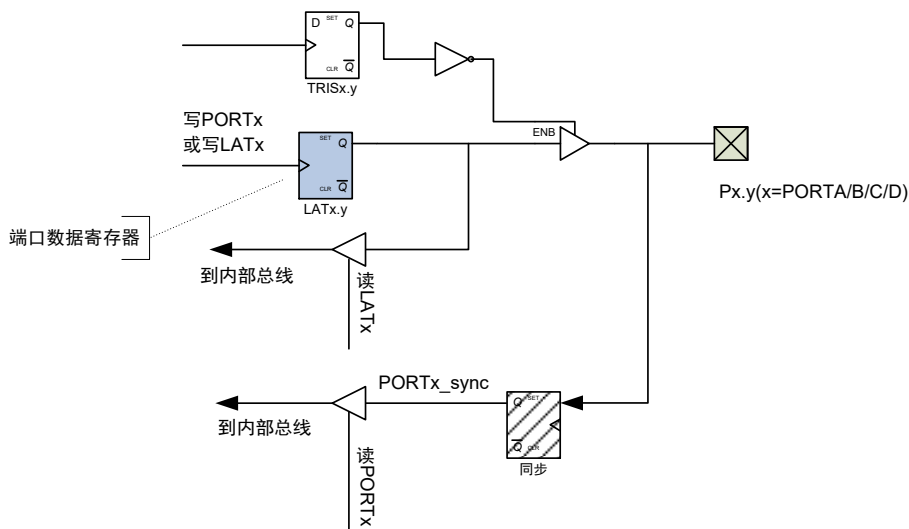 D SET Q
CLR Q
TRISx.y
写PORTx
或写LATx
SET Q
CLR Q
LATx.y
ENB
Px.y(x=PORTA/B/C/D)
端口数据寄存器
到内部总线
读LATx
PORTx_sync
Q SET
Q CLR
同步
到内部总线
读PORTx